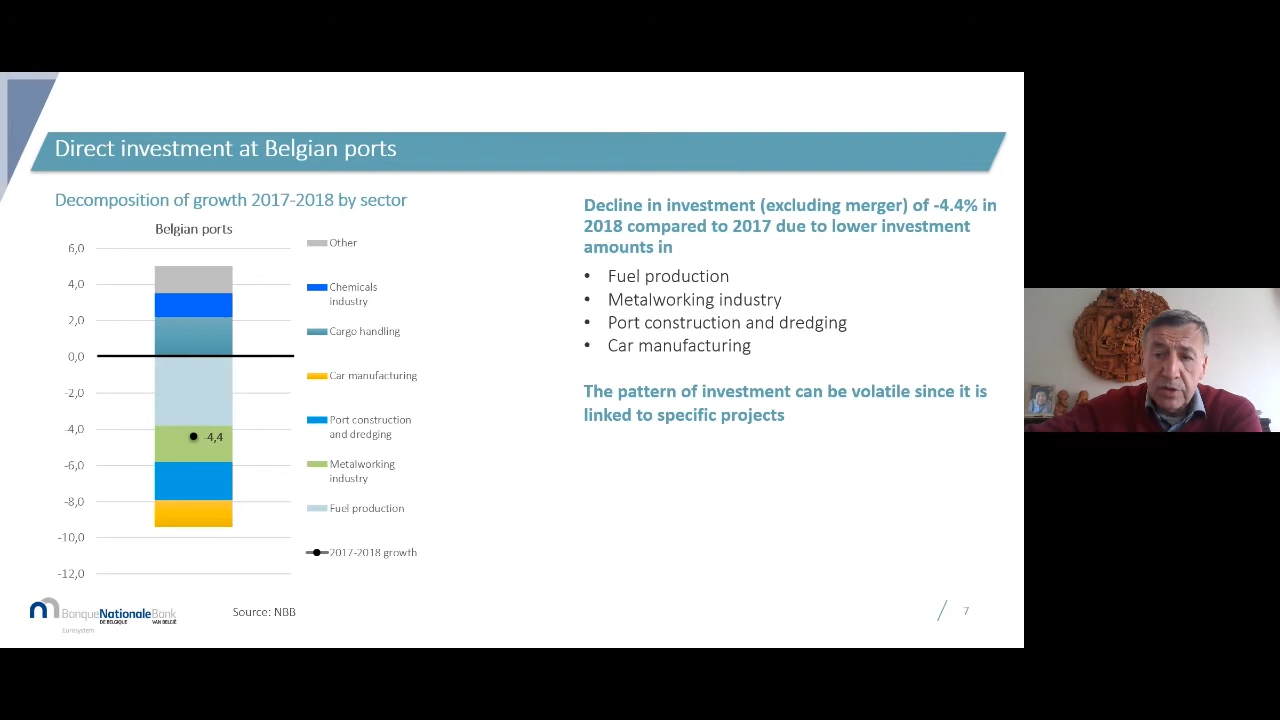 Direct investment at Belgian ports
Decomposition of growth 2017-2018 by sector
Belgian ports
6,0
4,0
2,0
0,0
-2,0
-4,0
-6,0
-8,0
-10,0
-12,0
-4,4
Other
Chemicals
industry
Cargo handling
Car manufacturing
Port construction
and dredging
Metalworking
industry
Fuel production
2017-2018 growth
Decline in investment (excluding merger) of -4.4% in
2018 compared to 2017 due to lower investment
amounts in
• Fuel production
• Metalworking industry
• Port construction and dredging
• Car manufacturing
The pattern of investment can be volatile since it is
linked to specific projects
BanqueNationaleBank
DE BELGIQUE VAN BELGIË
Eurosystem
Source: NBB
7